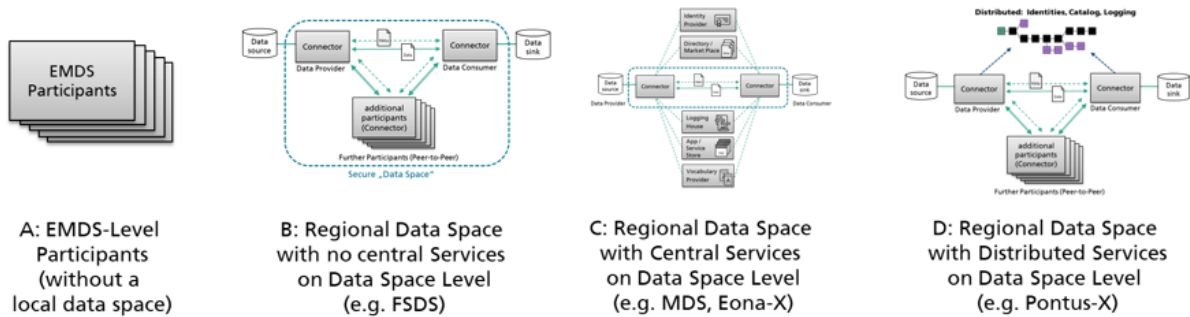 EMDS
Participants
A: EMDS-Level
Participants
(without a
local data space)
Data
source
Connector
Data Provider
Data
Connector
Data Consumer
Data
sink
additional
participants
(Connector)
Further Participants (Peer-to-Peer)
Secure „Data Space“
B: Regional Data Space
with no central Services
on Data Space Level
(e.g. FSDS)
Identity
Provider
Directory /
Market Place
Data
source
Data Provider
Connector
Connector
Data
sink
Data Consumer
Logging
House
App /
Service
Store
Vocabulary
Provider
C: Regional Data Space
with Central Services
on Data Space Level
(e.g. MDS, Eona-X)
Distributed: Identities, Catalog, Logging
Data
source
Connector
Data Provider
Data
Connector
Data Consumer
Data
sink
additional
participants
(Connector)
Further Participants (Peer-to-Peer)
D: Regional Data Space
with Distributed Services
on Data Space Level
(e.g. Pontus-X)